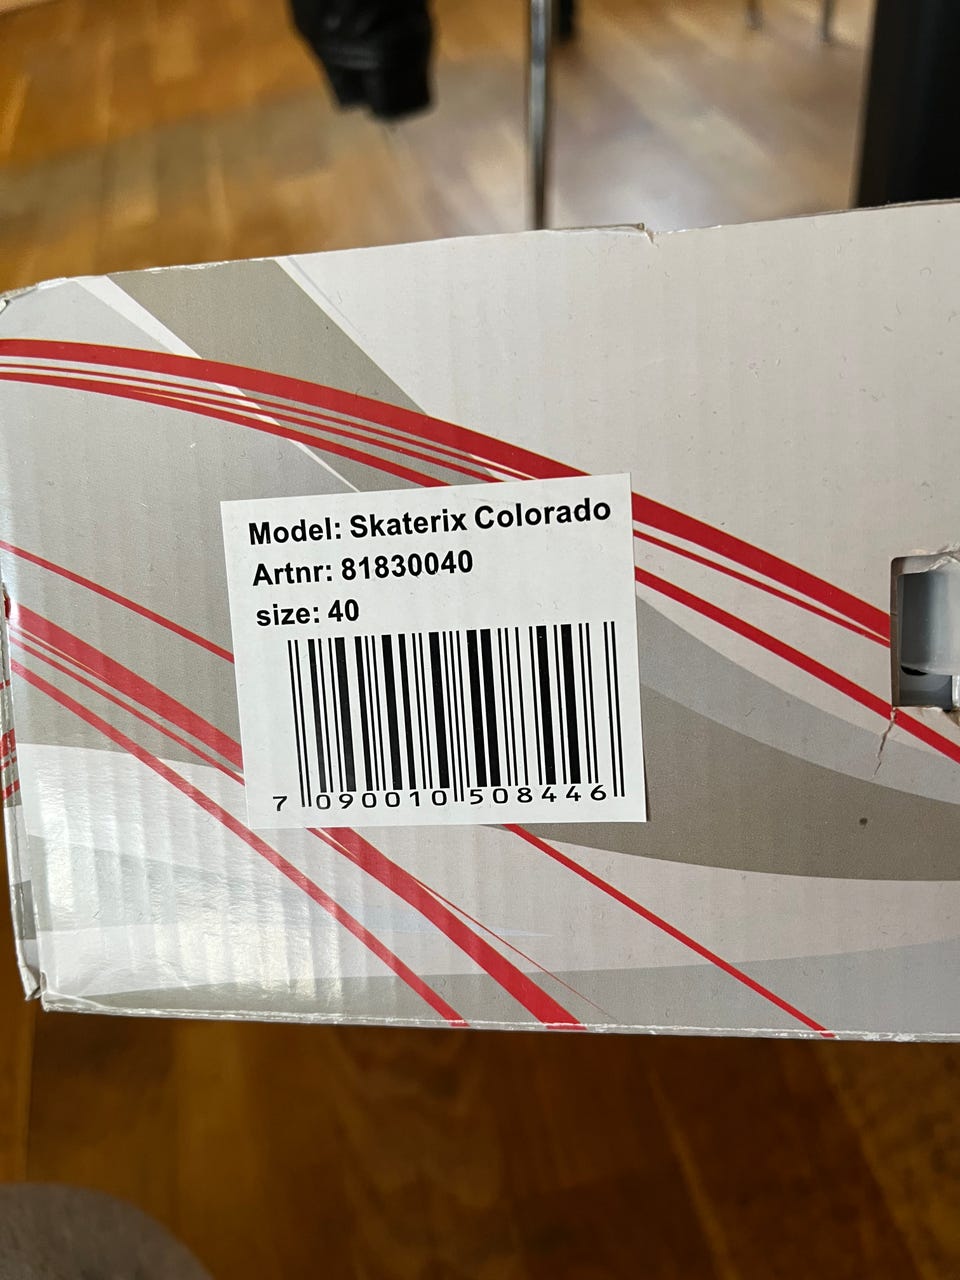 Model: Skaterix Colorado
Artnr: 81830040
size: 40
7 090010 508446